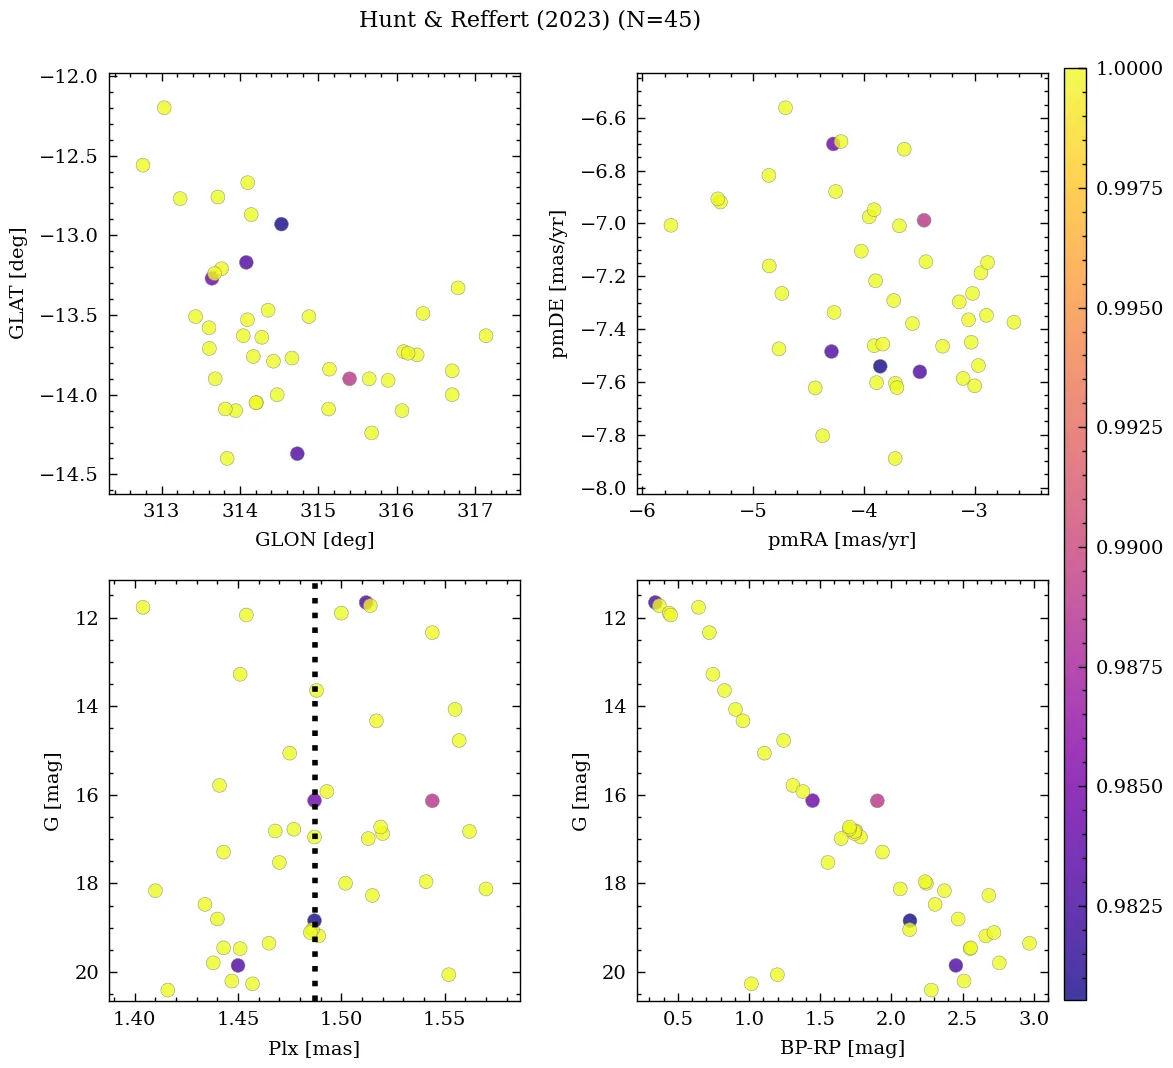 Hunt & Reffert (2023) (N=45)
−12.0
−12.5
−13.0
−13.5
−14.0
−14.5
GLAT [deg]
313 314 315 316 317
GLON [deg]
−6.6
−6.8
−7.0
−7.2
−7.4
−7.6
−7.8
−8.0
pmDE [mas/yr]
−6 −5 −4 −3
pmRA [mas/yr]
1.0000
0.9975
0.9950
0.9925
0.9900
0.9875
0.9850
0.9825
12
14
16
18
20
G [mag]
1.40 1.45 1.50 1.55
Plx [mas]
12
14
16
18
20
G [mag]
0.5 1.0 1.5 2.0 2.5 3.0
BP-RP [mag]